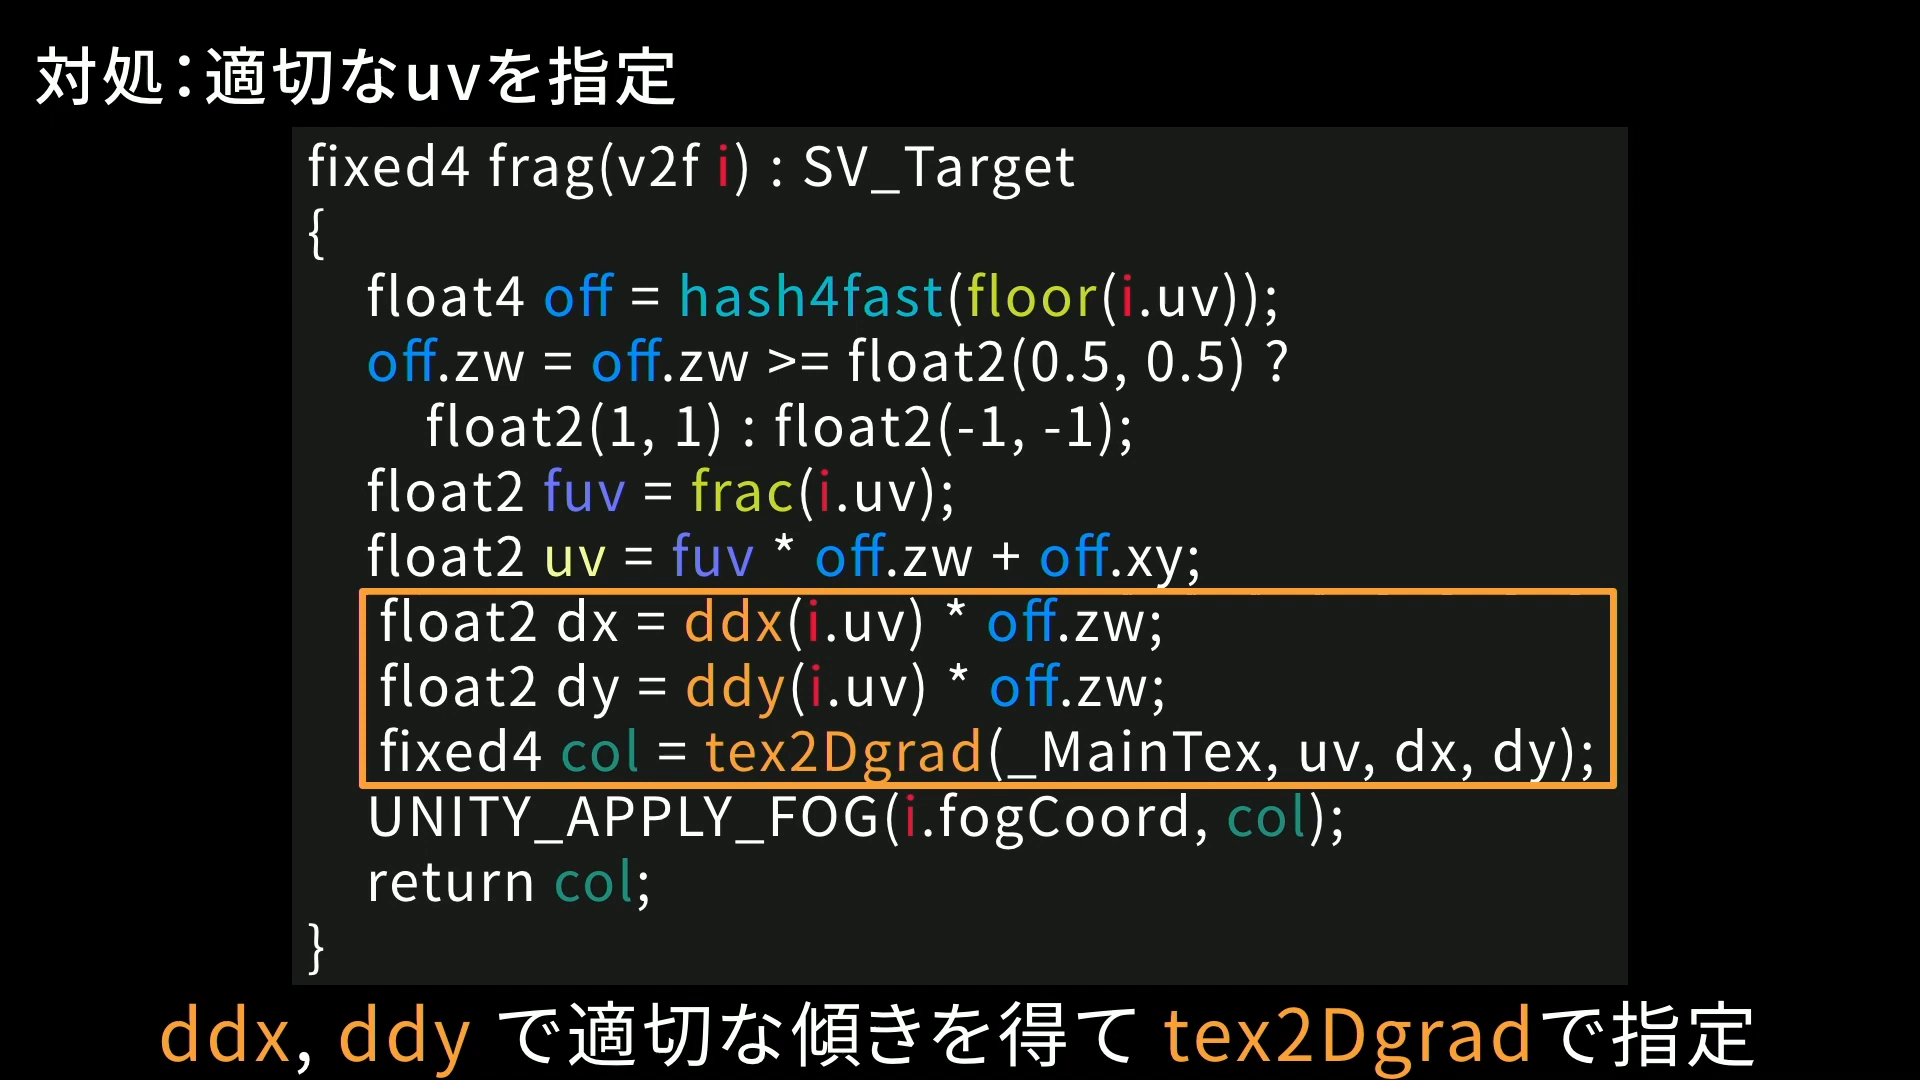 対処：適切なuvを指定
fixed4 frag(v2f i) : SV_Target
{
float4 off = hash4fast(floor(i.uv));
off.zw = off.zw >= float2(0.5, 0.5) ?
float2(1, 1) : float2(-1, -1);
float2 fuv = frac(i.uv);
float2 uv = fuv * off.zw + off.xy;
float2 dx = ddx(i.uv) * off.zw;
float2 dy = ddy(i.uv) * off.zw;
fixed4 col = tex2Dgrad(_MainTex, uv, dx, dy);
UNITY_APPLY_FOG(i.fogCoord, col);
return col;
}
ddx, ddy で適切な傾きを得て tex2Dgradで指定